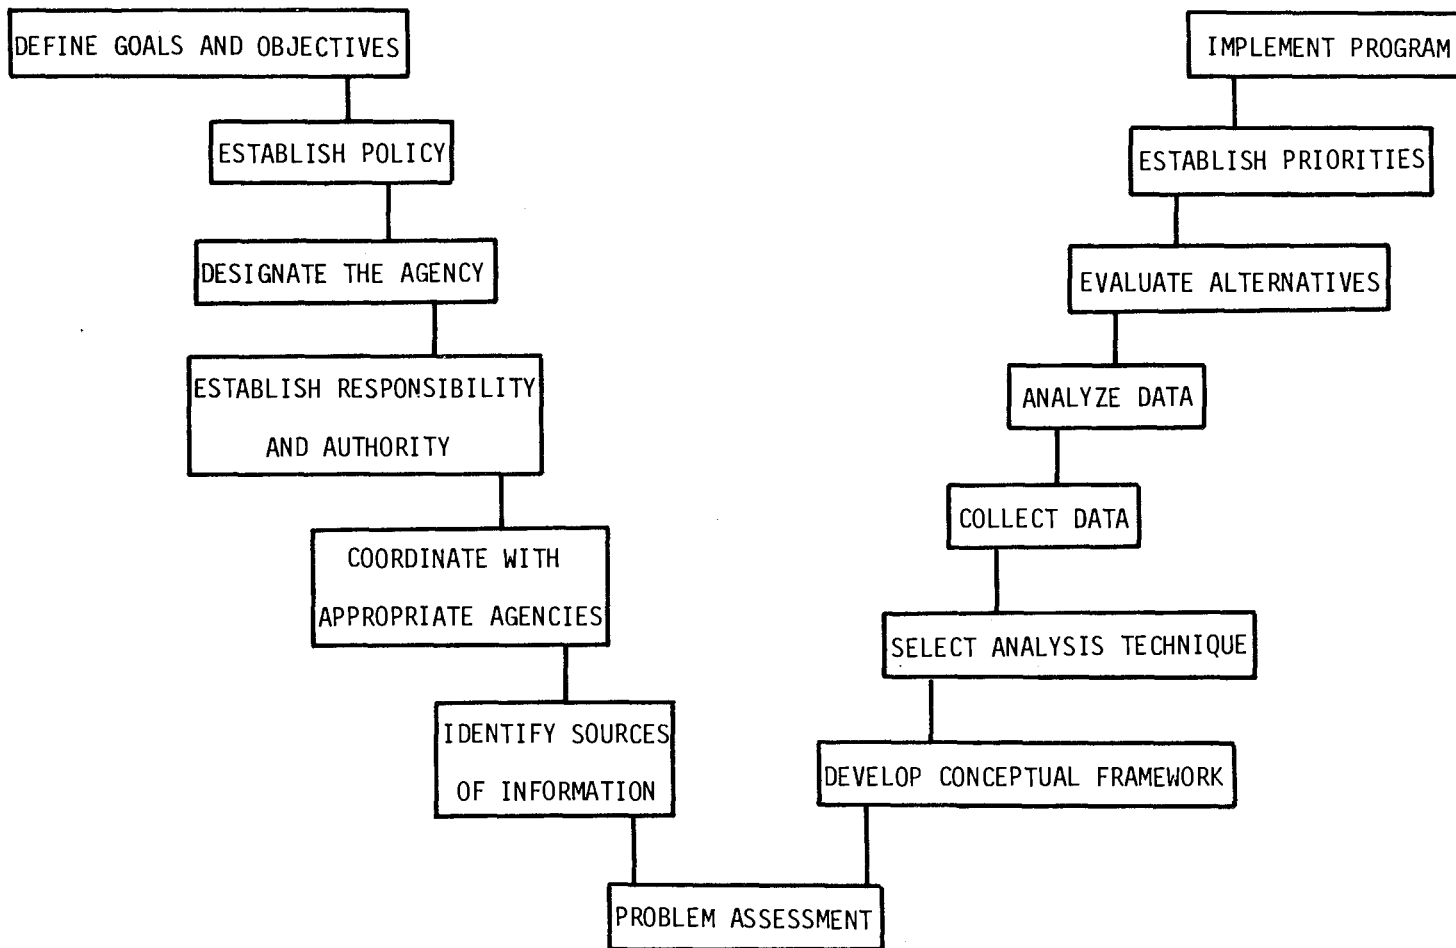 DEFINE GOALS AND OBJECTIVES
ESTABLISH POLICY
DESIGNATE THE AGENCY
ESTABLISH RESPONSIBILITY
AND AUTHORITY
COORDINATE WITH
APPROPRIATE AGENCIES
IDENTIFY SOURCES
OF INFORMATION
PROBLEM ASSESSMENT
DEVELOP CONCEPTUAL FRAMEWORK
SELECT ANALYSIS TECHNIQUE
COLLECT DATA
ANALYZE DATA
EVALUATE ALTERNATIVES
ESTABLISH PRIORITIES
IMPLEMENT PROGRAM